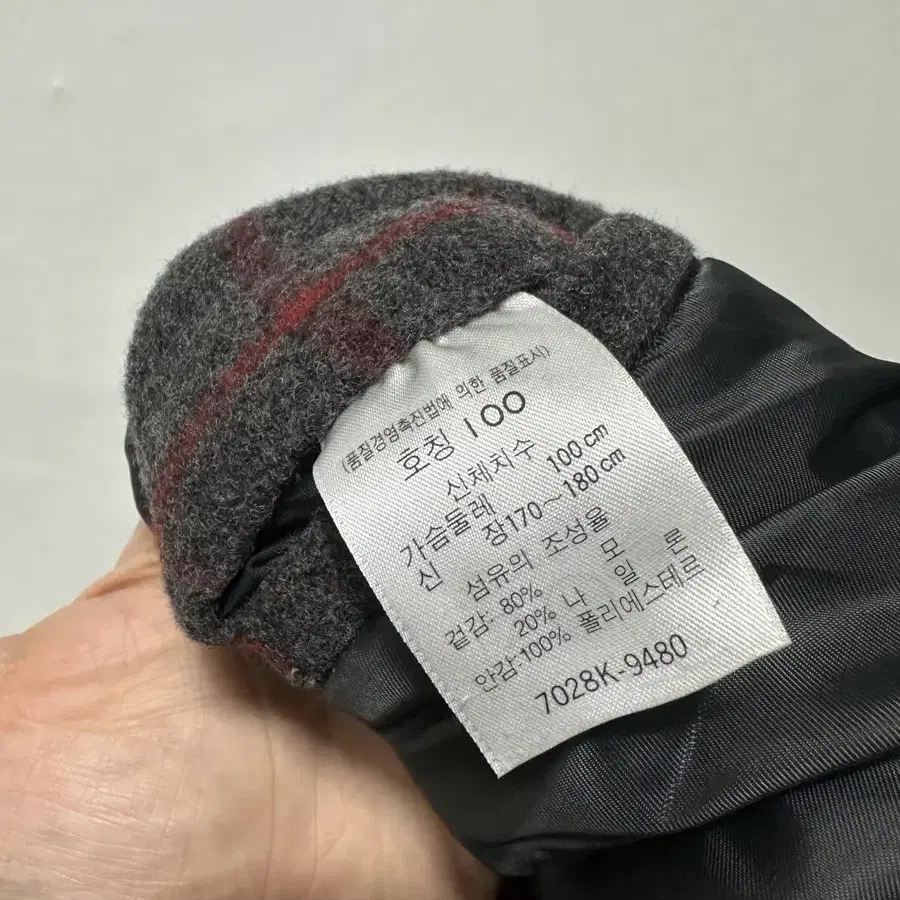 (품질경영촉진법에 의한 품질표시)
호칭 100
신체치수
가슴둘레 100cm
신 장170~180cm
섬유의 조성율
겉감: 80% 모
20% 나 일 론
안감:100% 폴리에스테르
7028K-9480